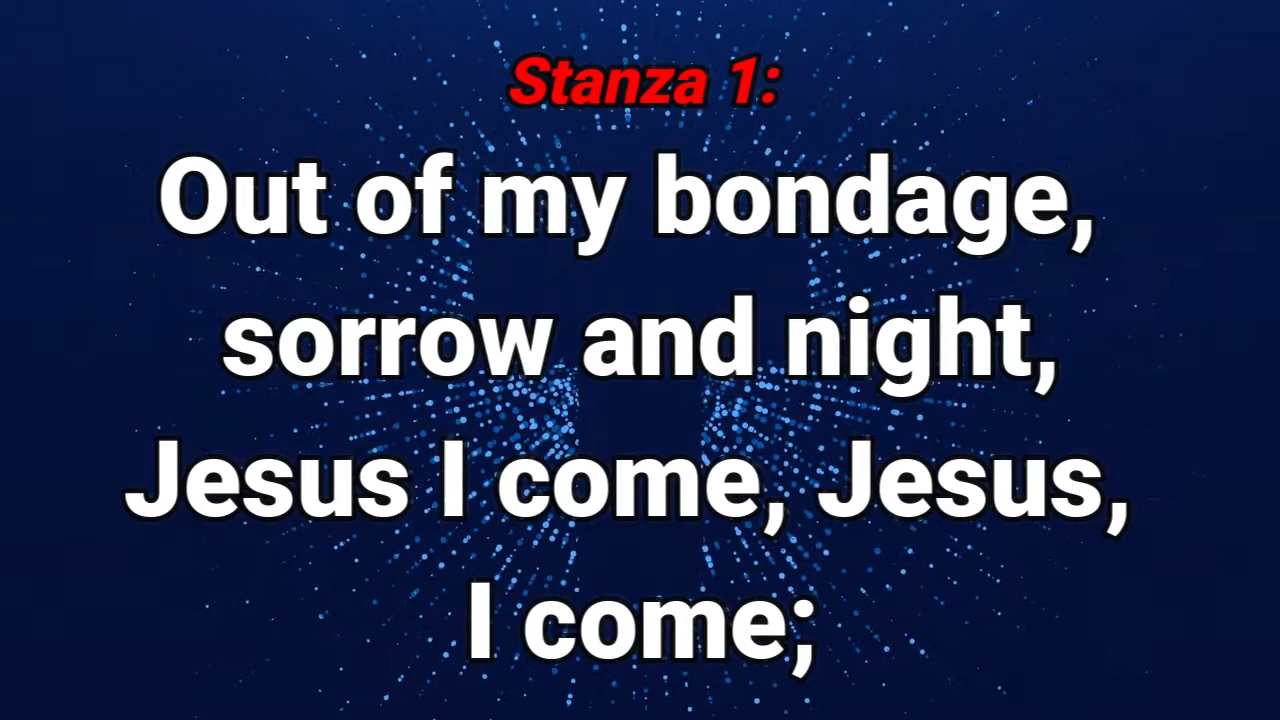 Stanza 1:
Out of my bondage,
sorrow and night,
Jesus I come, Jesus,
I come;